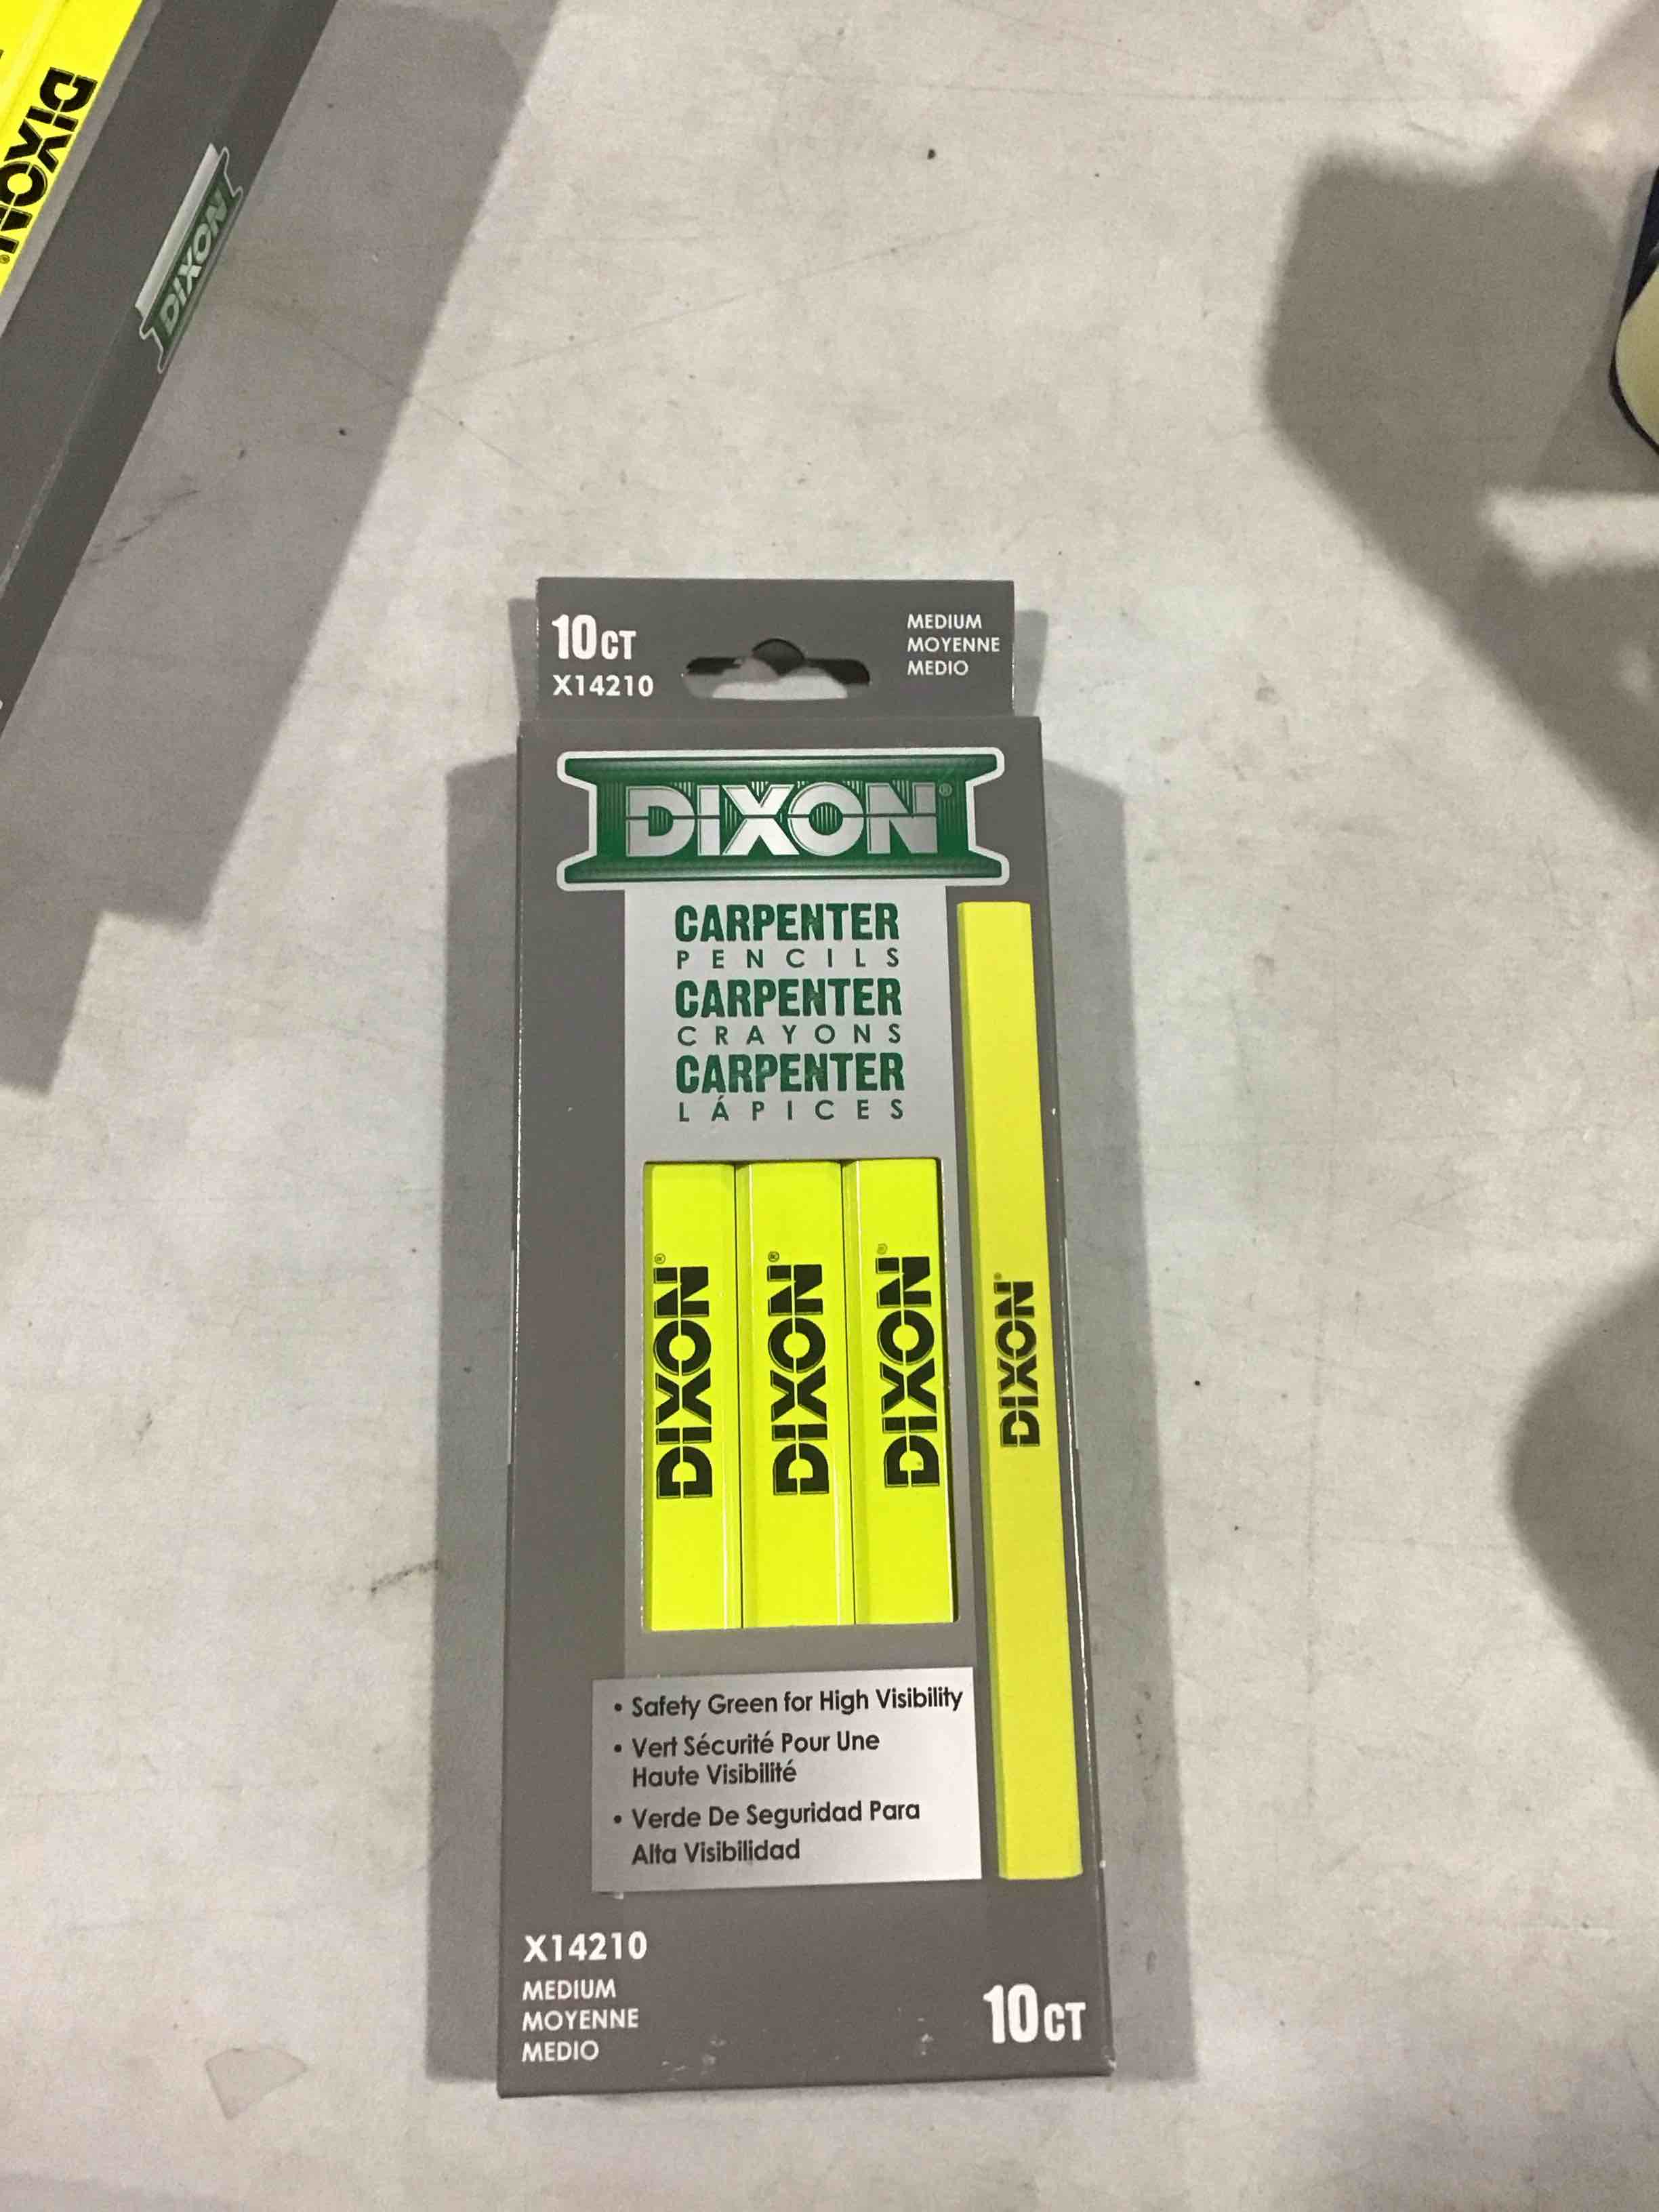 DIXON
DIXON
10CT
X14210
MEDIUM
MOYENNE
MEDIO
DIXON®
CARPENTER
PENCILS
CARPENTER
CRAYONS
CARPENTER
LÁPICES
DIXON®
DIXON®
DIXON®
DIXON®
• Safety Green for High Visibility
• Vert Sécurité Pour Une
Haute Visibilité
• Verde De Seguridad Para
Alta Visibilidad
X14210
MEDIUM
MOYENNE
MEDIO
10CT